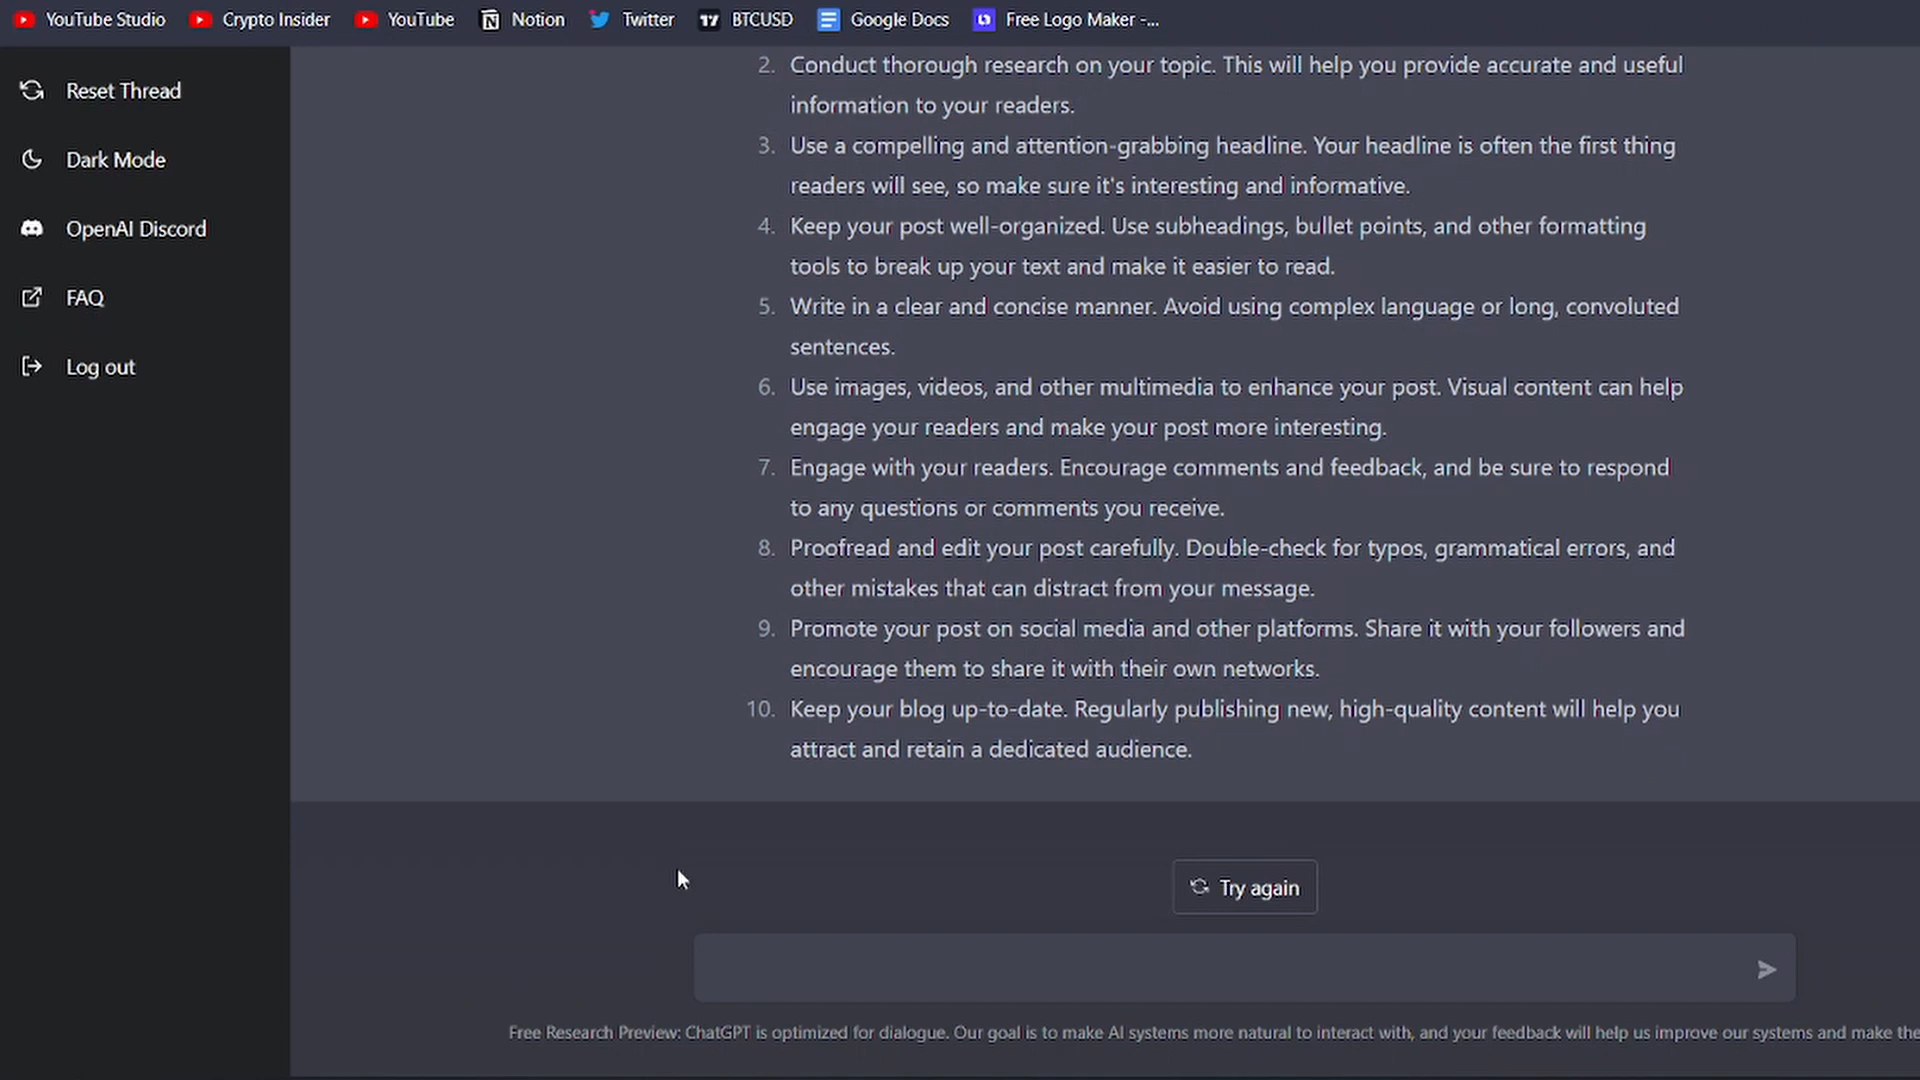 YouTube Studio Crypto Insider YouTube Notion Twitter BTCUSD Google Docs Free Logo Maker -...
Reset Thread
Dark Mode
OpenAI Discord
FAQ
Log out
2. Conduct thorough research on your topic. This will help you provide accurate and useful
information to your readers.
3. Use a compelling and attention-grabbing headline. Your headline is often the first thing
readers will see, so make sure it's interesting and informative.
4. Keep your post well-organized. Use subheadings, bullet points, and other formatting
tools to break up your text and make it easier to read.
5. Write in a clear and concise manner. Avoid using complex language or long, convoluted
sentences.
6. Use images, videos, and other multimedia to enhance your post. Visual content can help
engage your readers and make your post more interesting.
7. Engage with your readers. Encourage comments and feedback, and be sure to respond
to any questions or comments you receive.
8. Proofread and edit your post carefully. Double-check for typos, grammatical errors, and
other mistakes that can distract from your message.
9. Promote your post on social media and other platforms. Share it with your followers and
encourage them to share it with their own networks.
10. Keep your blog up-to-date. Regularly publishing new, high-quality content will help you
attract and retain a dedicated audience.
Try again
Free Research Preview: ChatGPT is optimized for dialogue. Our goal is to make AI systems more natural to interact with, and your feedback will help us improve our systems and make the